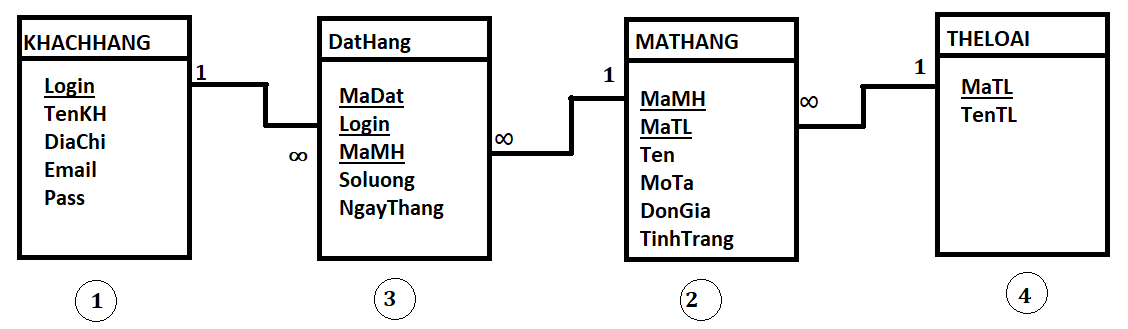 KHACHHANG
Login
TenKH
DiaChi
Email
Pass
1
∞
DatHang
MaDat
Login
MaMH
Soluong
NgayThang
∞
1
MATHANG
MaMH
MaTL
Ten
MoTa
DonGia
TinhTrang
∞
1
THELOAI
MaTL
TenTL
1
3
2
4